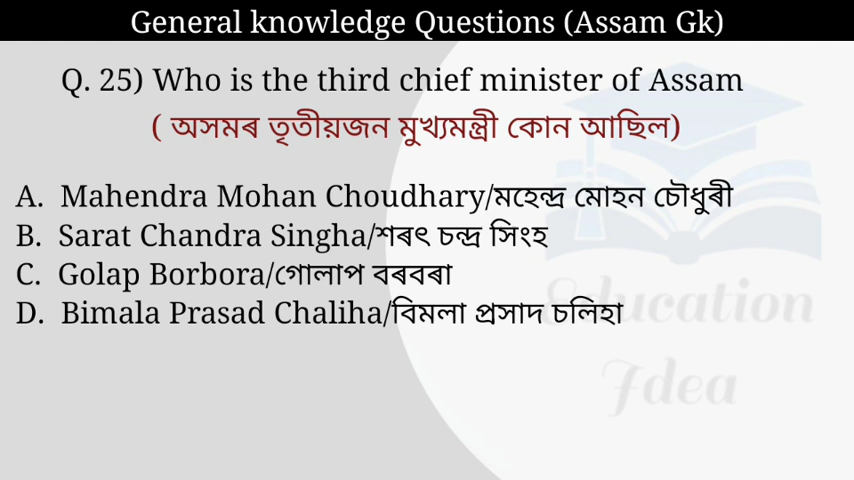 General knowledge Questions (Assam Gk)
Q. 25) Who is the third chief minister of Assam
( অসমৰ তৃতীয়জন মুখ্যমন্ত্ৰী কোন আছিল)
A. Mahendra Mohan Choudhary/মহেন্দ্ৰ মোহন চৌধুৰী
B. Sarat Chandra Singha/শৰৎ চন্দ্ৰ সিংহ
C. Golap Borbora/গোলাপ বৰবৰা
D. Bimala Prasad Chaliha/বিমলা প্ৰসাদ চলিহা
Education
Idea